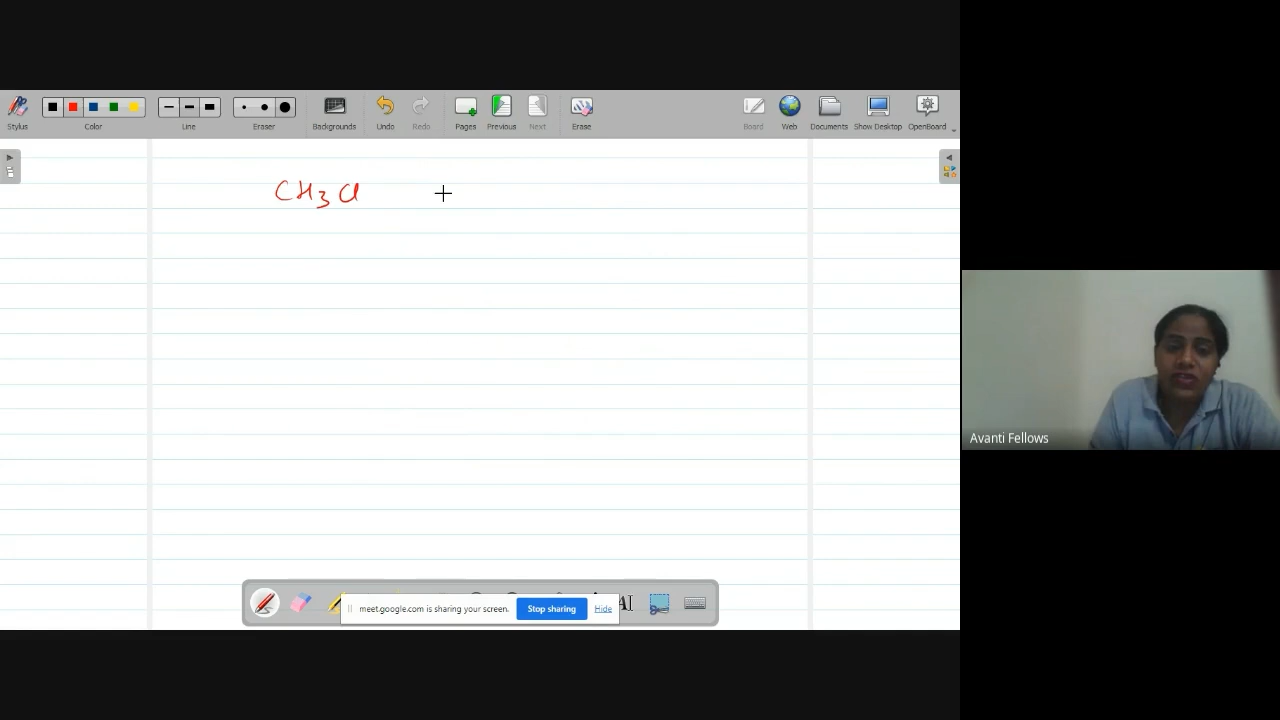 Stylus Color Line Eraser Backgrounds Undo Redo Pages Previous Next Erase Board Web Documents Show Desktop OpenBoard
CH3Cl
Avanti Fellows
meet.google.com is sharing your screen. Stop sharing Hide AI